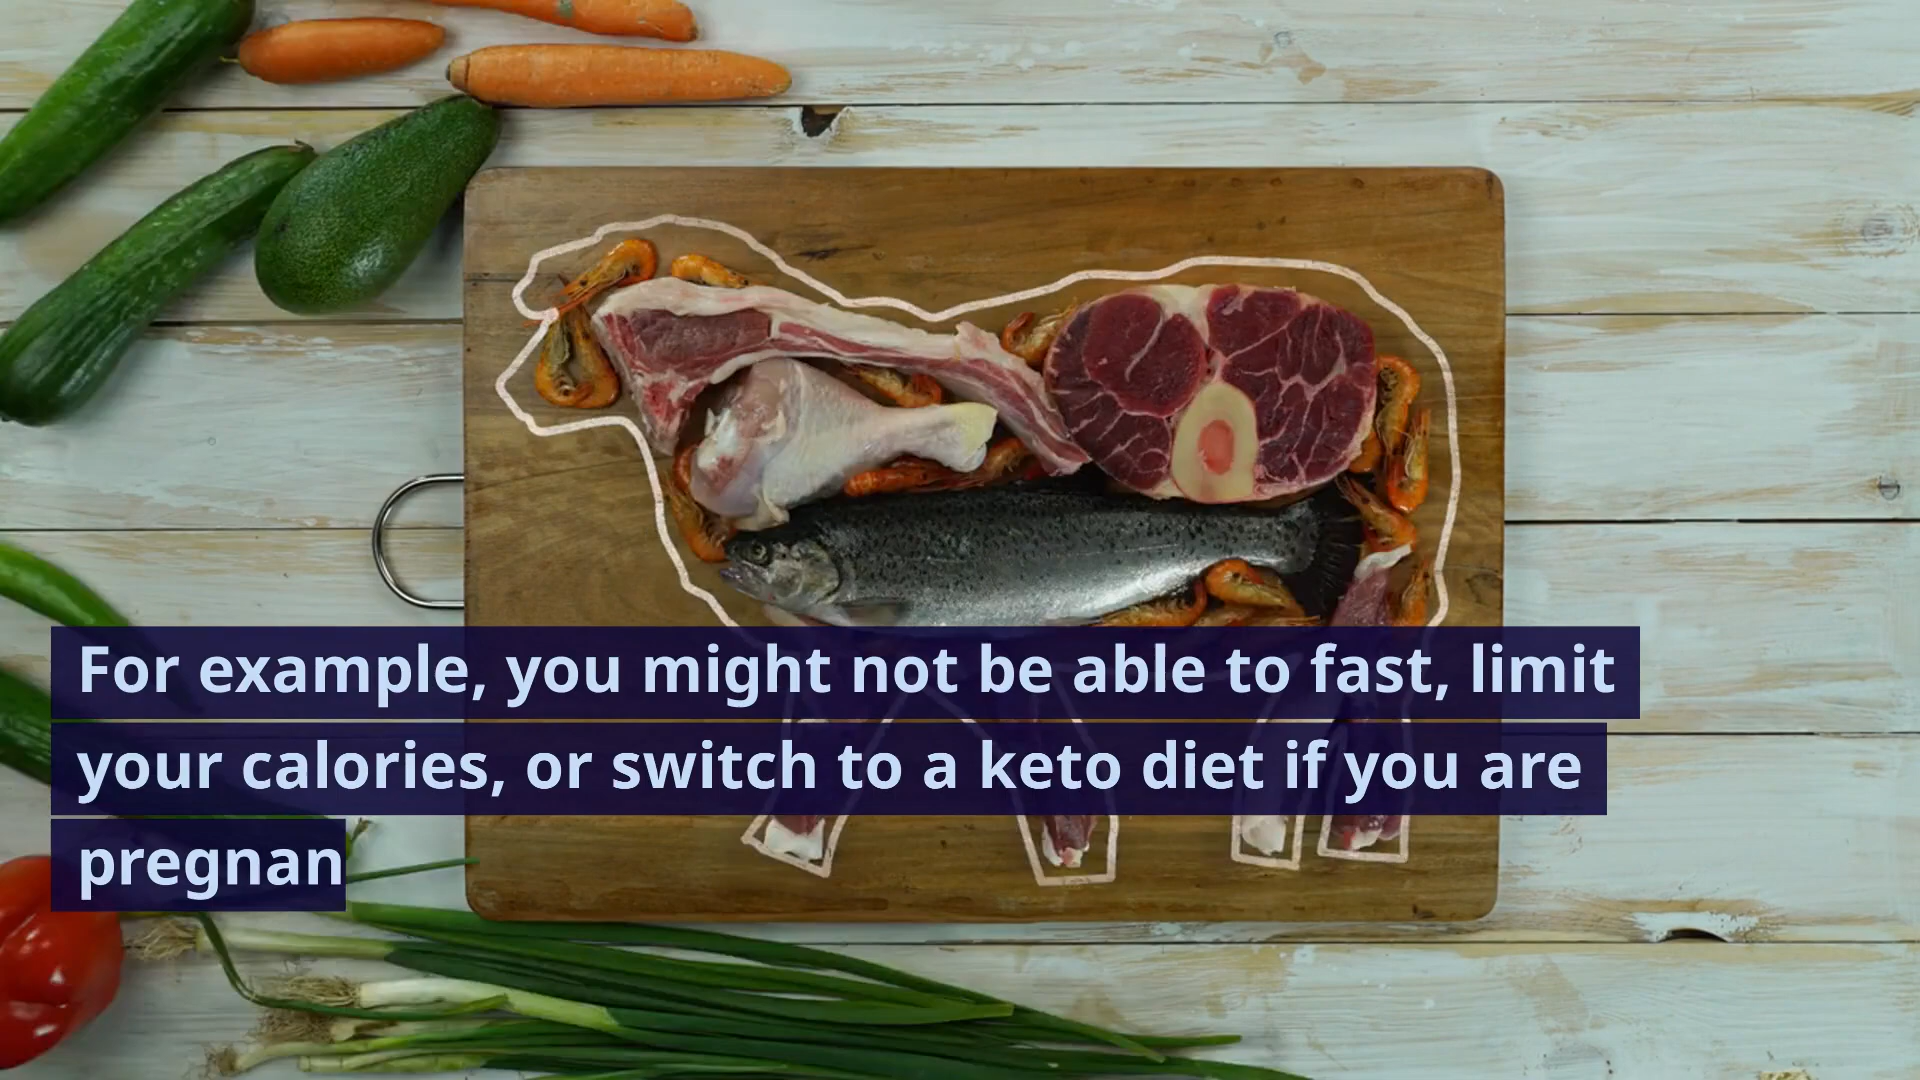 For example, you might not be able to fast, limit
your calories, or switch to a keto diet if you are
pregnan